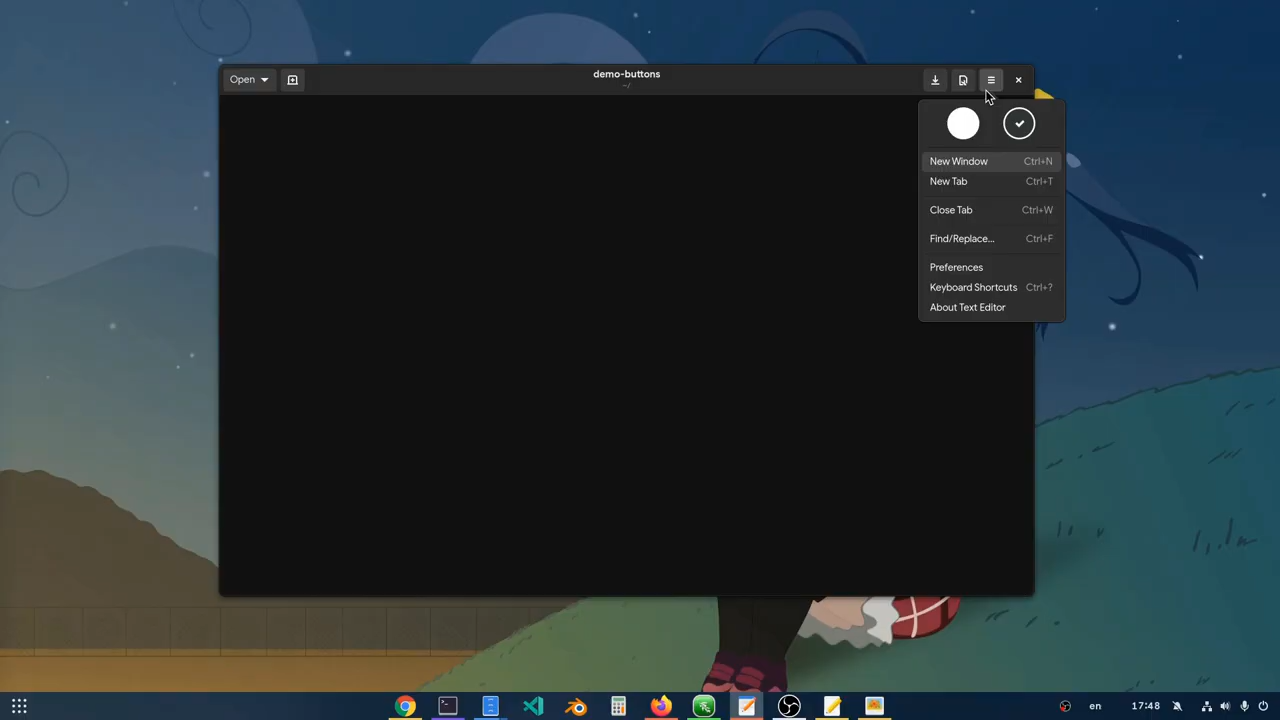 Open
demo-buttons
~/
New Window Ctrl+N
New Tab Ctrl+T
Close Tab Ctrl+W
Find/Replace... Ctrl+F
Preferences
Keyboard Shortcuts Ctrl+?
About Text Editor
en 17:48